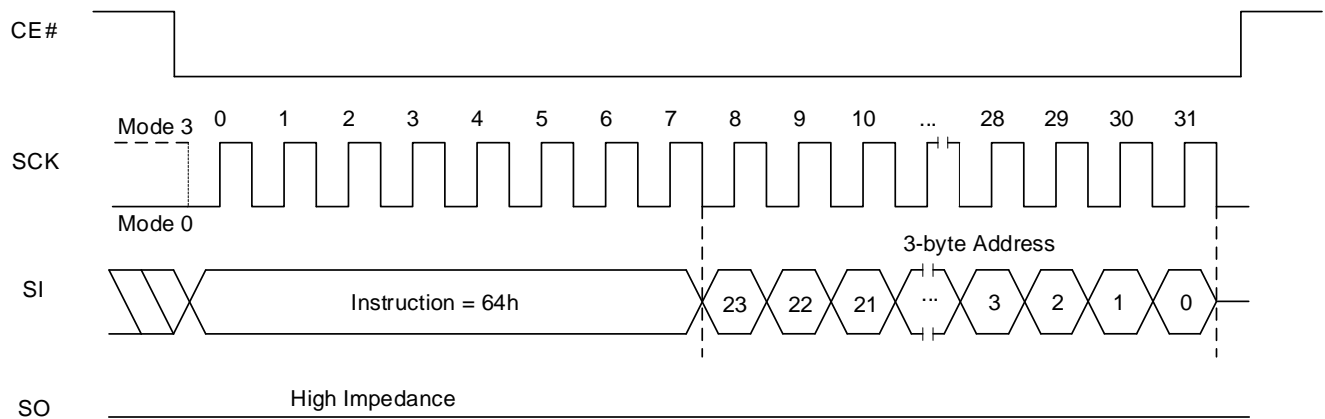 CE#
Mode 3 0 1 2 3 4 5 6 7 8 9 10 ... 28 29 30 31
SCK
Mode 0
3-byte Address
SI Instruction = 64h 23 22 21 ... 3 2 1 0
High Impedance
SO